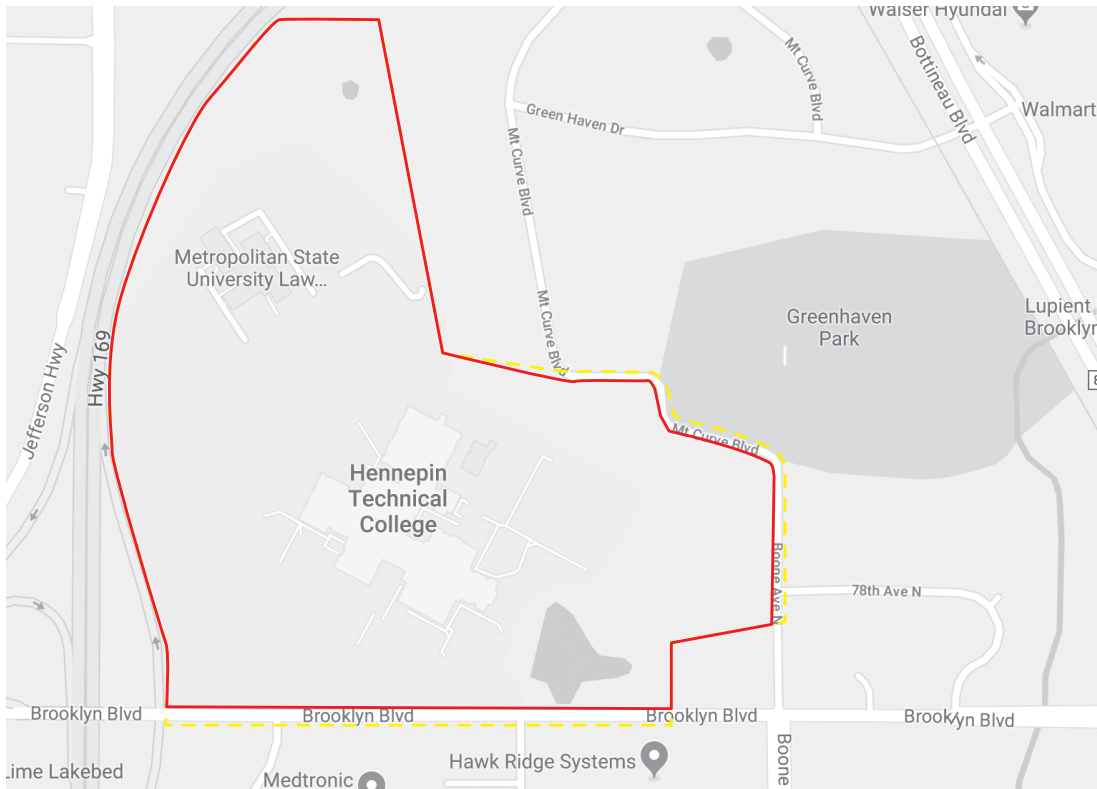 Walser Hyundai
Mt Curve Blvd
Bottineau Blvd
Walmart
Green Haven Dr
Mt Curve Blvd
Metropolitan State
University Law...
Mt Curve Blvd
Greenhaven
Park
Lupient
Brooklyn
Hwy 169
Jefferson Hwy
8
Mt Curve Blvd
Hennepin
Technical
College
Boone Ave N
78th Ave N
Brooklyn Blvd
Brooklyn Blvd
Brooklyn Blvd
Brooklyn Blvd
Boone
Hawk Ridge Systems
Lime Lakebed
Medtronic